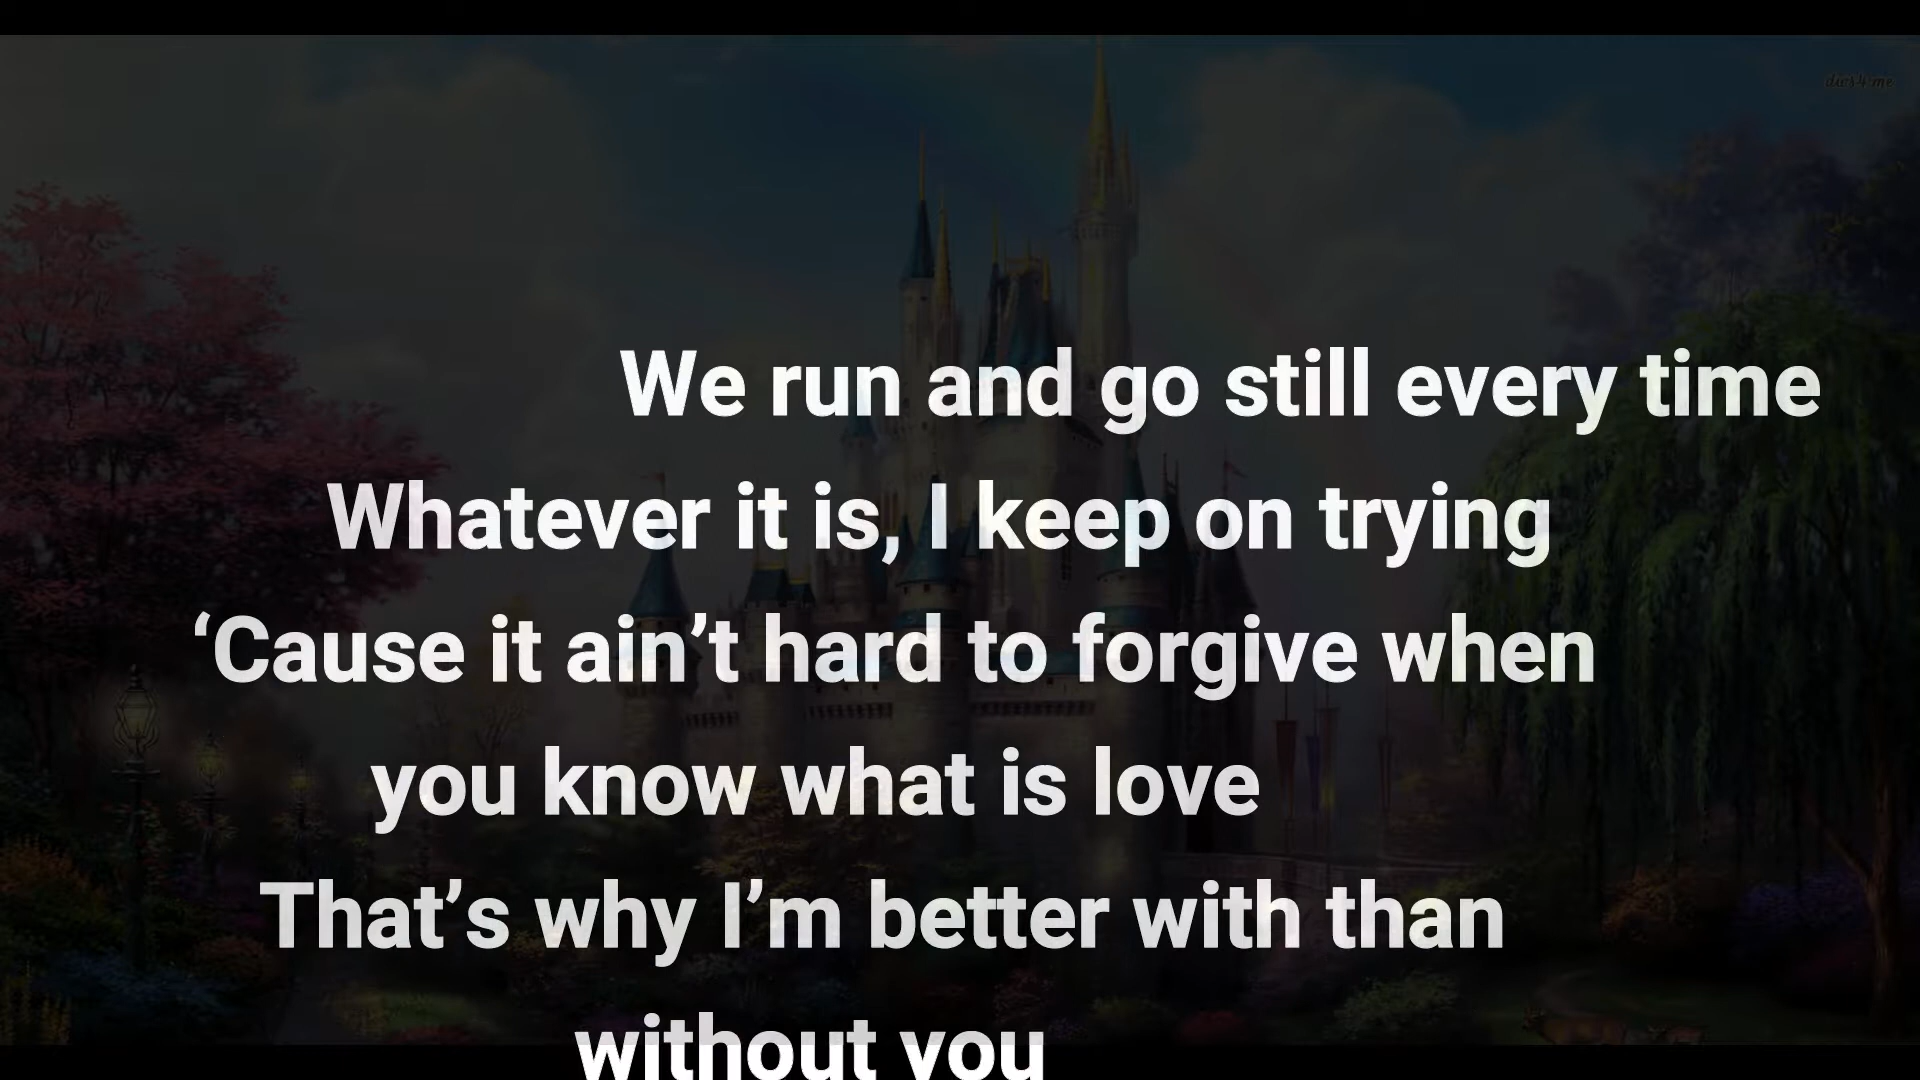 We run and go still every time
Whatever it is, I keep on trying
‘Cause it ain’t hard to forgive when
you know what is love
That’s why I’m better with than
without you